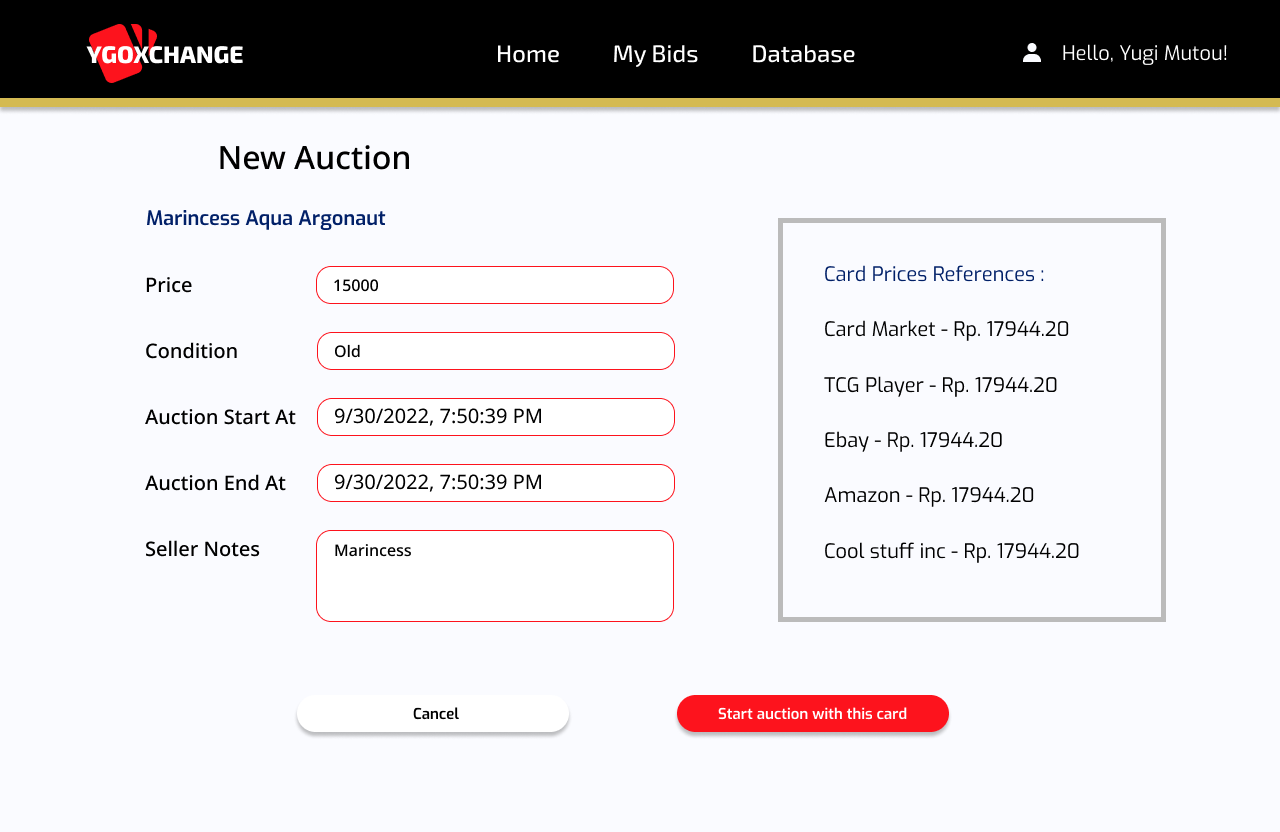 YGOXCHANGE
Home
My Bids
Database
Hello, Yugi Mutou!
New Auction
Marincess Aqua Argonaut
Price
15000
Condition
Old
Auction Start At
9/30/2022, 7:50:39 PM
Auction End At
9/30/2022, 7:50:39 PM
Seller Notes
Marincess
Card Prices References :
Card Market - Rp. 17944.20
TCG Player - Rp. 17944.20
Ebay - Rp. 17944.20
Amazon - Rp. 17944.20
Cool stuff inc - Rp. 17944.20
Cancel
Start auction with this card